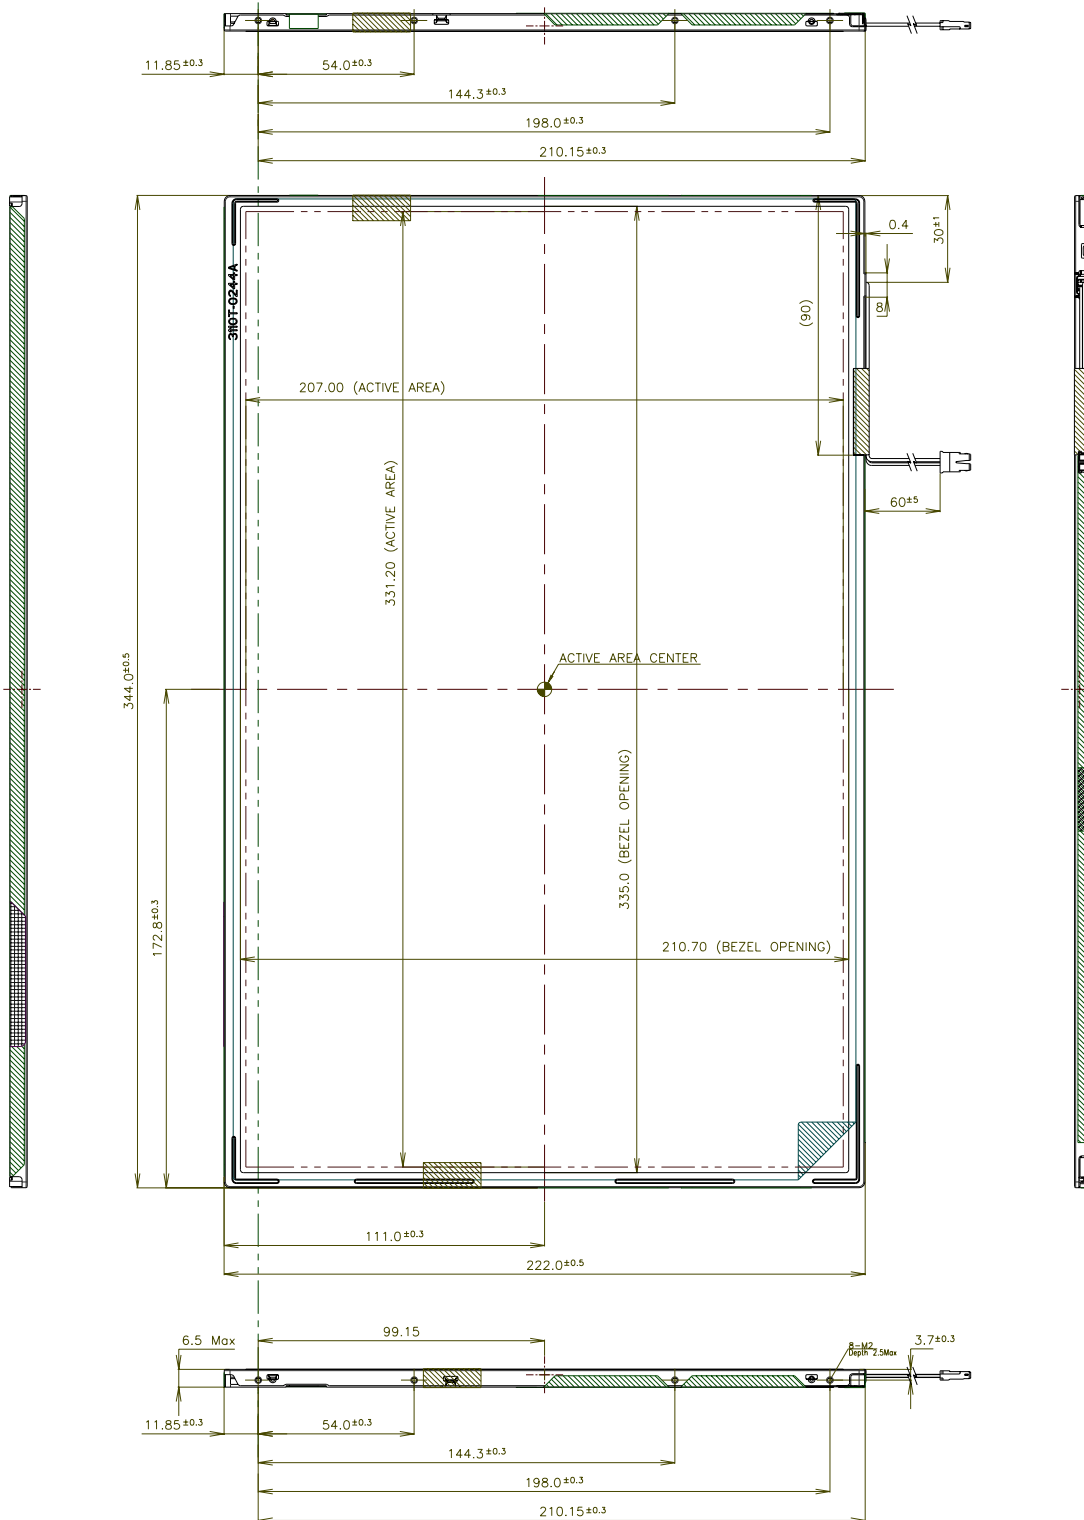 11.85±0.3
54.0±0.3
144.3±0.3
198.0±0.3
210.15±0.3
0.4
30±1
8
(90)
3110T-0244A
207.00 (ACTIVE AREA)
331.20 (ACTIVE AREA)
60±5
ACTIVE AREA CENTER
344.0±0.5
335.0 (BEZEL OPENING)
172.8±0.3
210.70 (BEZEL OPENING)
111.0±0.3
222.0±0.5
99.15
6.5 Max
8-M2
Depth 2.5Max
3.7±0.3
11.85±0.3
54.0±0.3
144.3±0.3
198.0±0.3
210.15±0.3